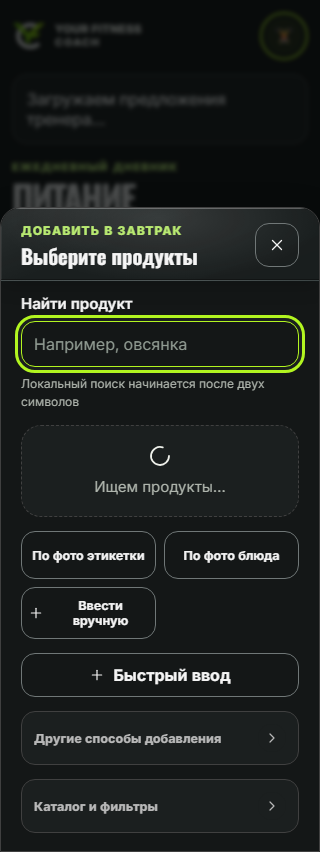 YOUR FITNESS
COACH
Загружаем предложения
тренера...
ЕЖЕДНЕВНЫЙ ДНЕВНИК
ПИТАНИЕ
ДОБАВИТЬ В ЗАВТРАК
Выберите продукты
Найти продукт
Например, овсянка
Локальный поиск начинается после двух
символов
Ищем продукты...
По фото этикетки
По фото блюда
Ввести
вручную
Быстрый ввод
Другие способы добавления
Каталог и фильтры